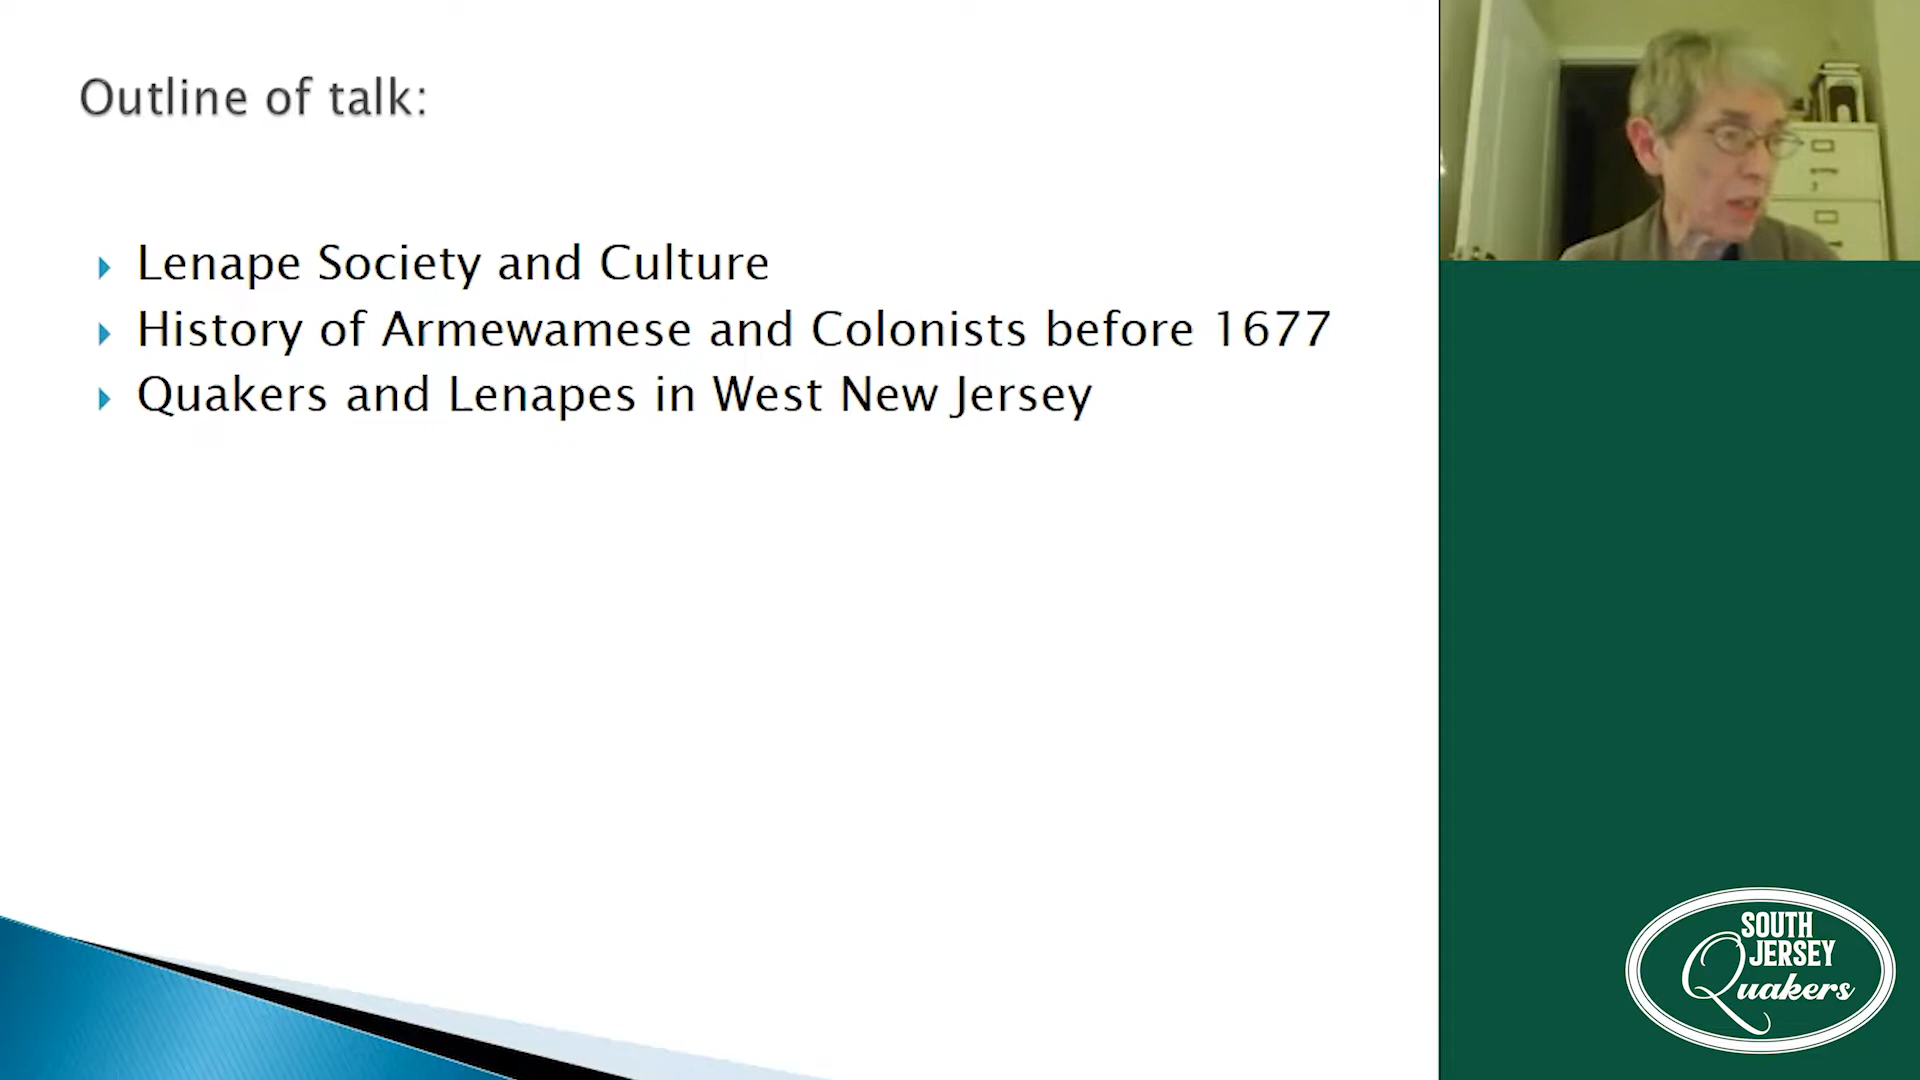 Outline of talk:
Lenape Society and Culture
History of Armewamese and Colonists before 1677
Quakers and Lenapes in West New Jersey
SOUTH
JERSEY
Quakers